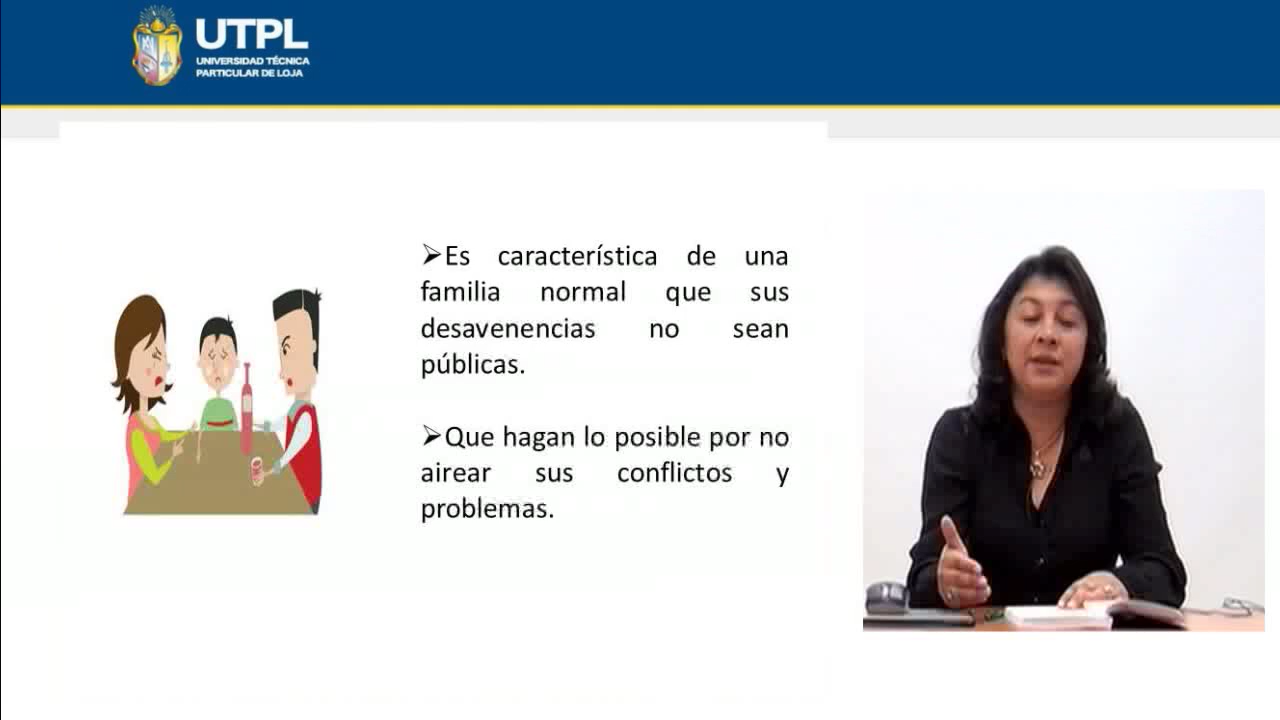 UTPL
UNIVERSIDAD TÉCNICA
PARTICULAR DE LOJA
➢Es característica de una
familia normal que sus
desavenencias no sean
públicas.
➢Que hagan lo posible por no
airear sus conflictos y
problemas.